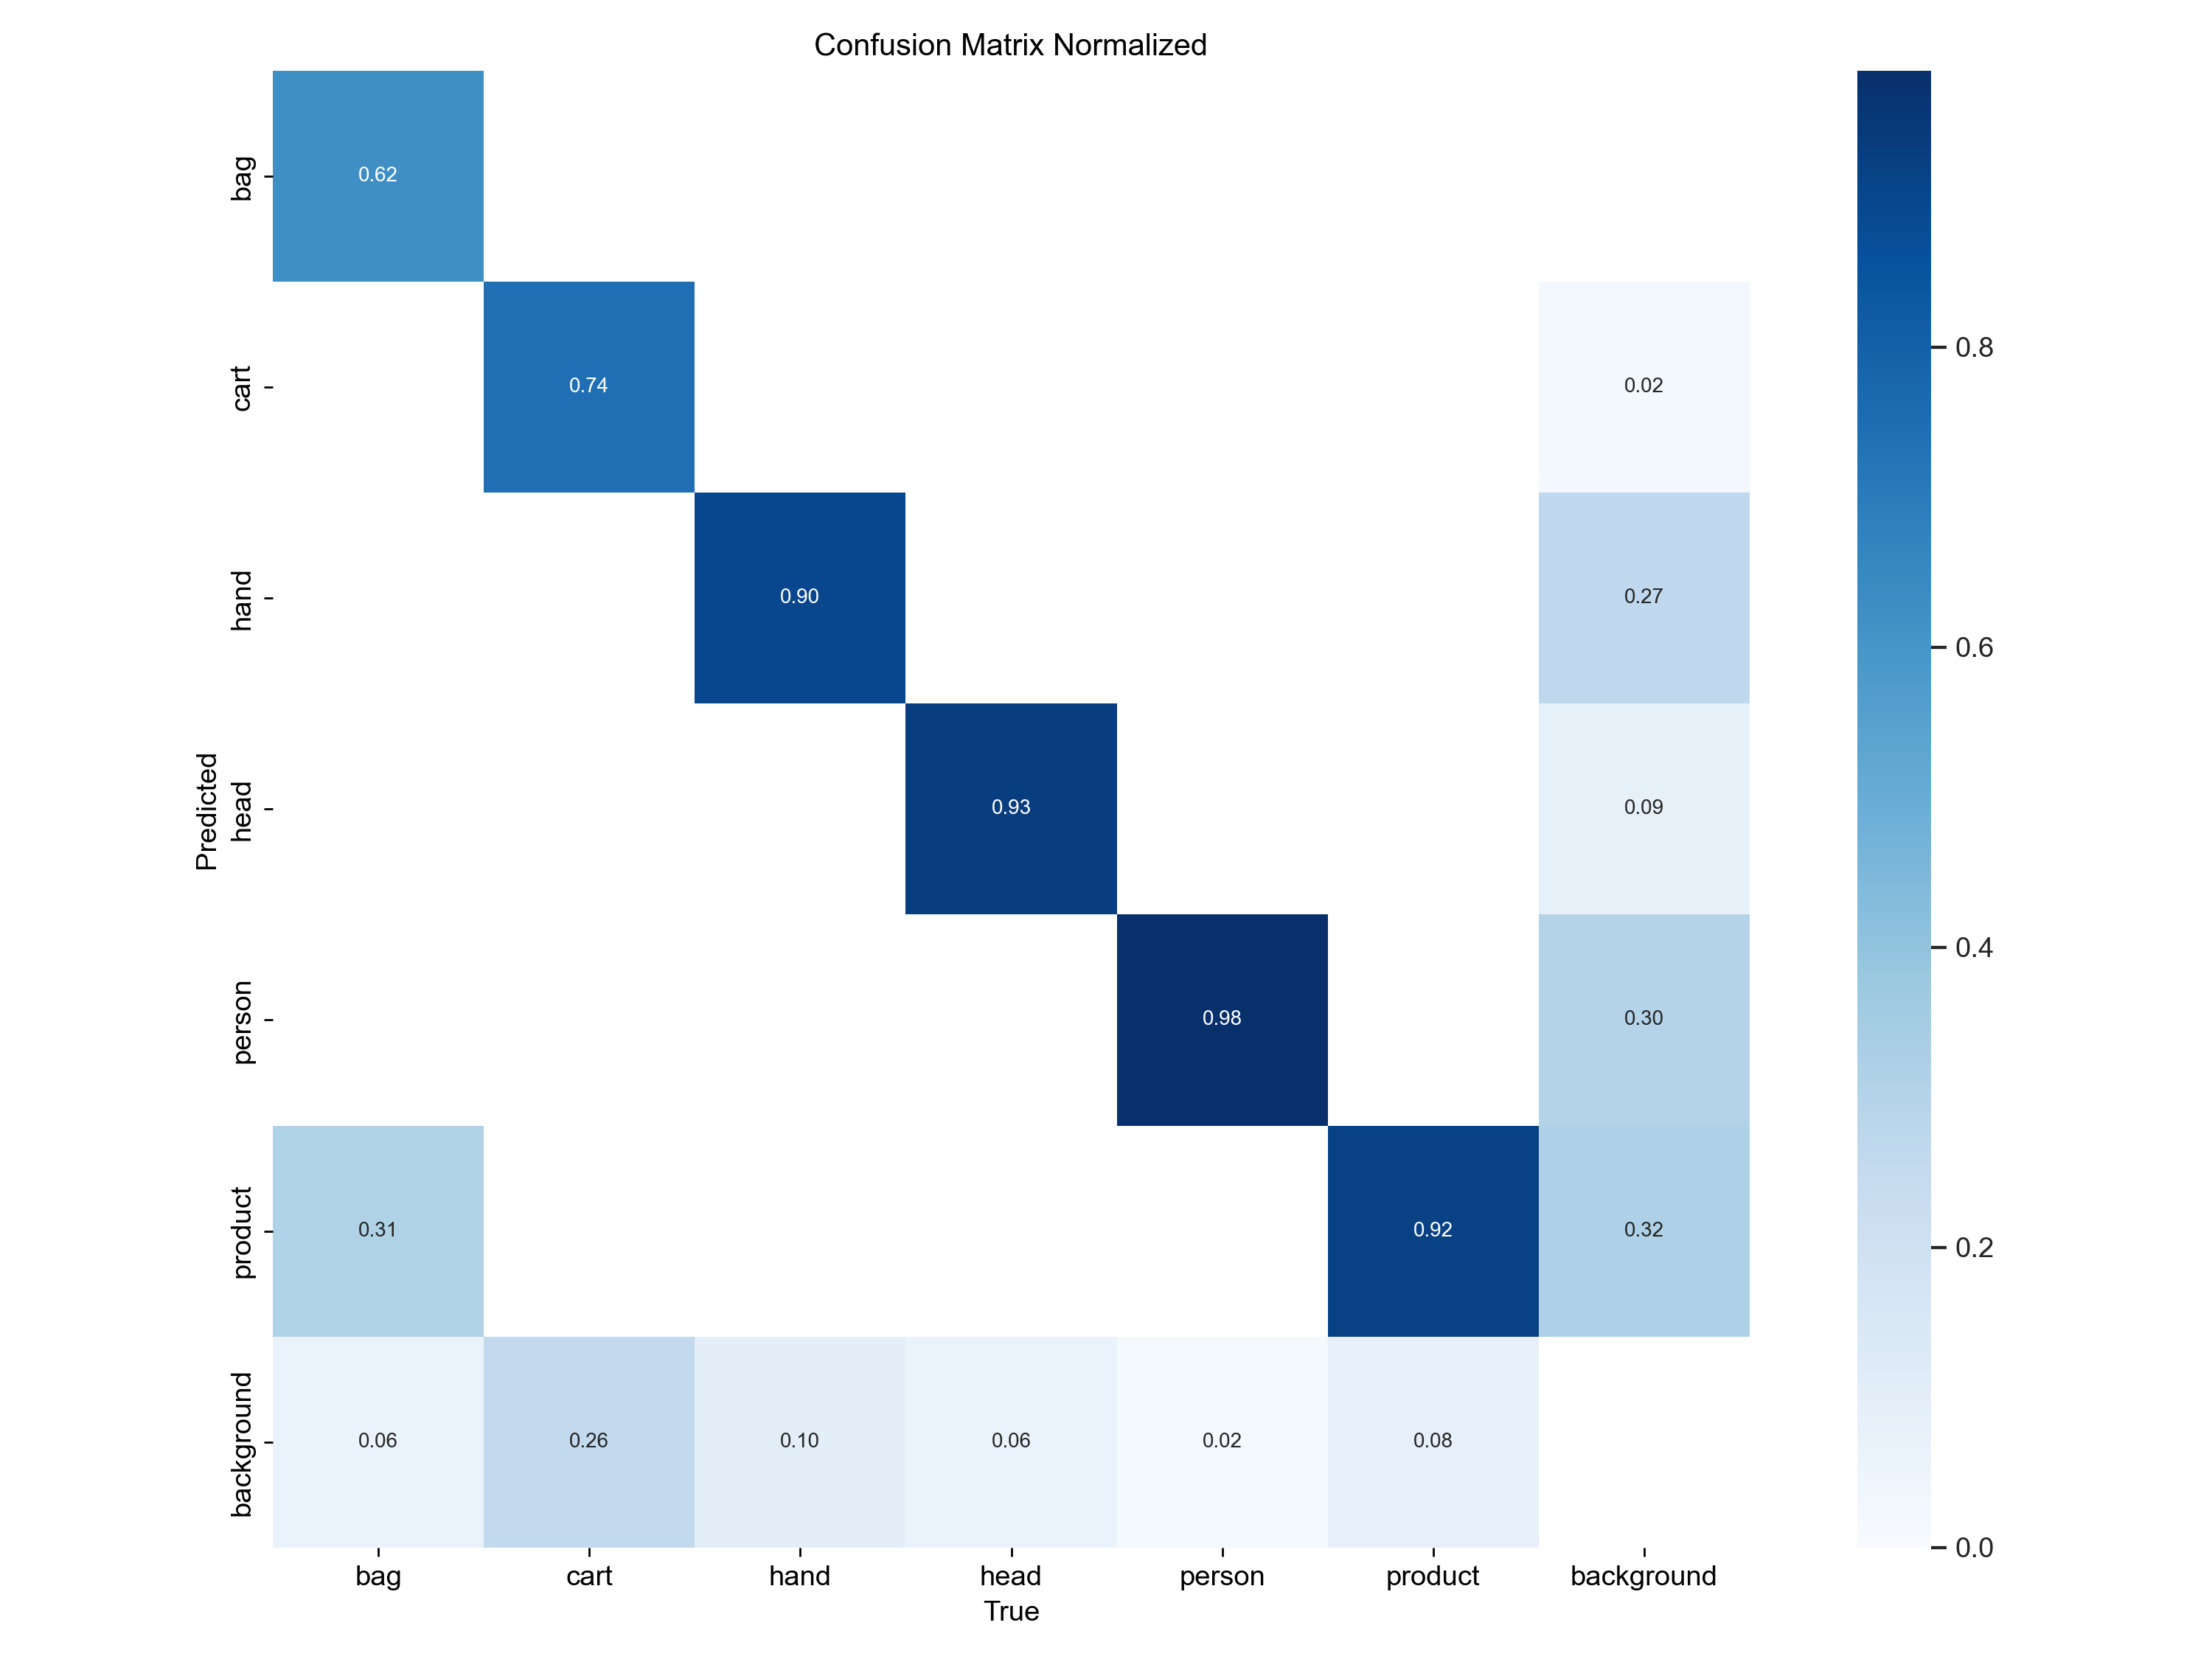 Confusion Matrix Normalized
bag
0.62
cart
0.74
0.02
0.8
hand
0.90
0.27
0.6
Predicted
head
0.93
0.09
0.4
person
0.98
0.30
product
0.31
0.92
0.32
0.2
background
0.06
0.26
0.10
0.06
0.02
0.08
0.0
bag cart hand head person product background
True